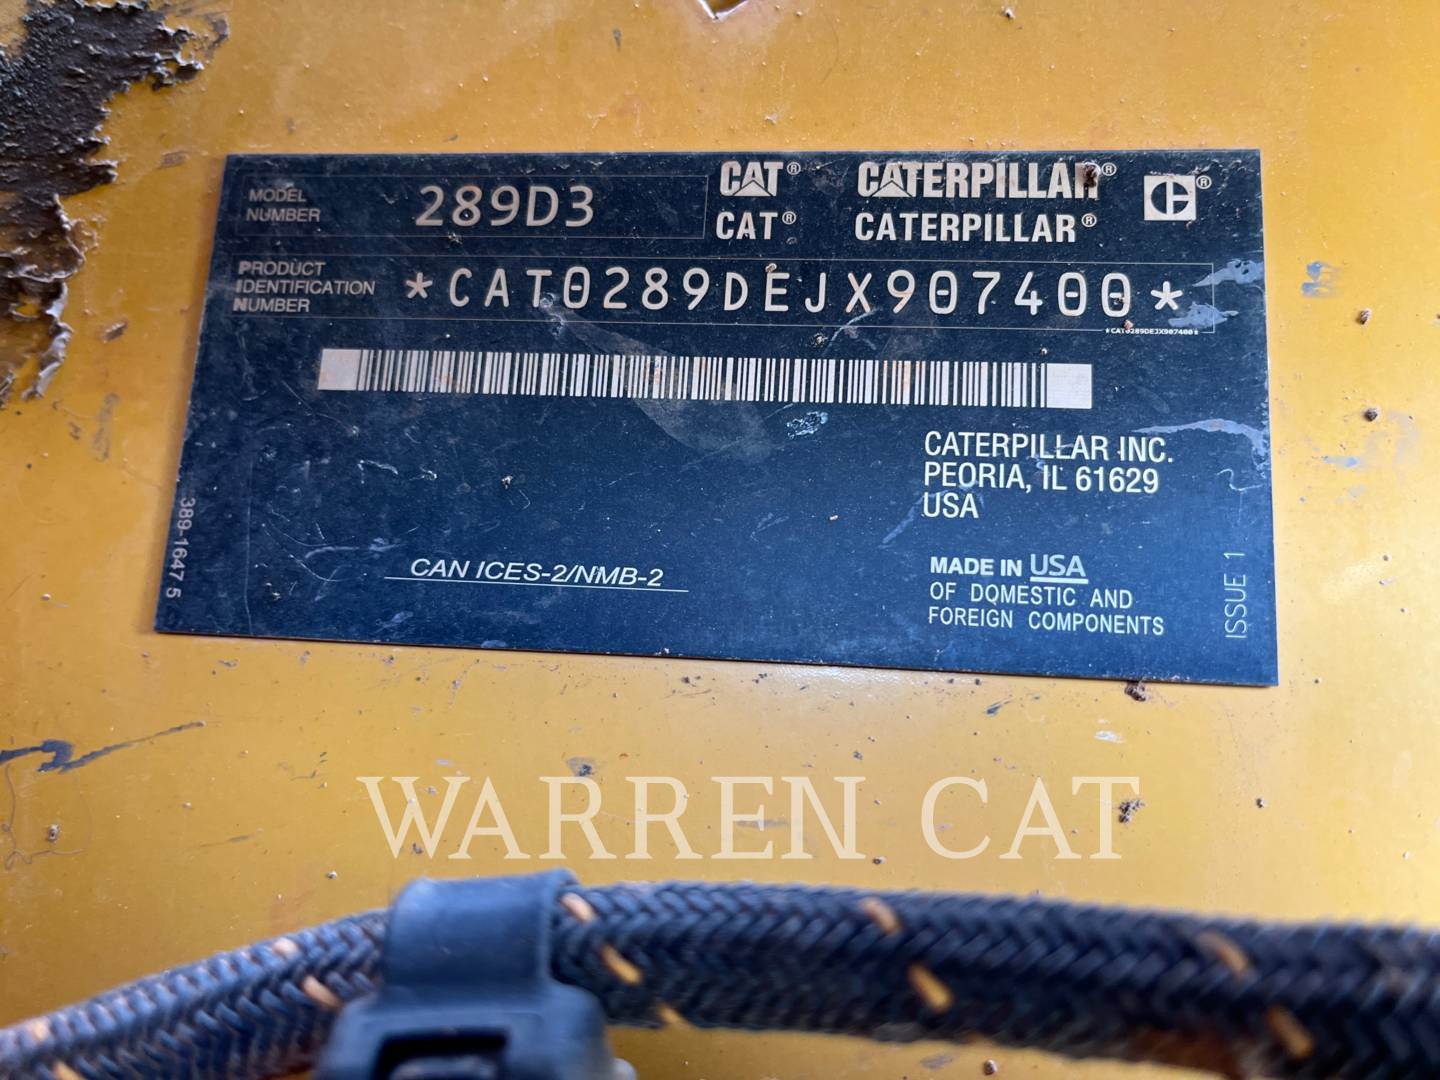 MODEL
NUMBER
289D3
CAT®
CATERPILLAR®
C®
CAT®
CATERPILLAR®
PRODUCT
IDENTIFICATION
NUMBER
*CAT0289DEJX907400*
*CAT0289DEJX907400*
CATERPILLAR INC.
PEORIA, IL 61629
USA
389-1647 5
CAN ICES-2/NMB-2
MADE IN USA
OF DOMESTIC AND
FOREIGN COMPONENTS
ISSUE 1
WARREN CAT